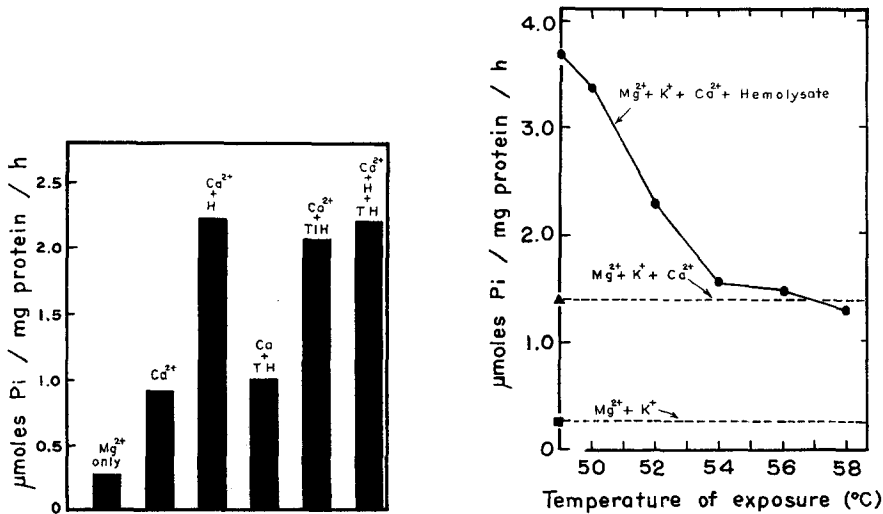 μmoles Pi / mg protein / h
2.5
2.0
1.5
1.0
0.5
0
Mg²⁺
only
Ca²⁺
Ca²⁺
+
H
Ca
+
TH
Ca²⁺
+
TIH
Ca²⁺
+
H
+
TH
μmoles Pi / mg protein / h
4.0
3.0
2.0
1.0
0
Mg²⁺+ K⁺ + Ca²⁺+ Hemolysate
Mg²⁺+ K⁺+ Ca²⁺
Mg²⁺+ K⁺
50 52 54 56 58
Temperature of exposure (°C)